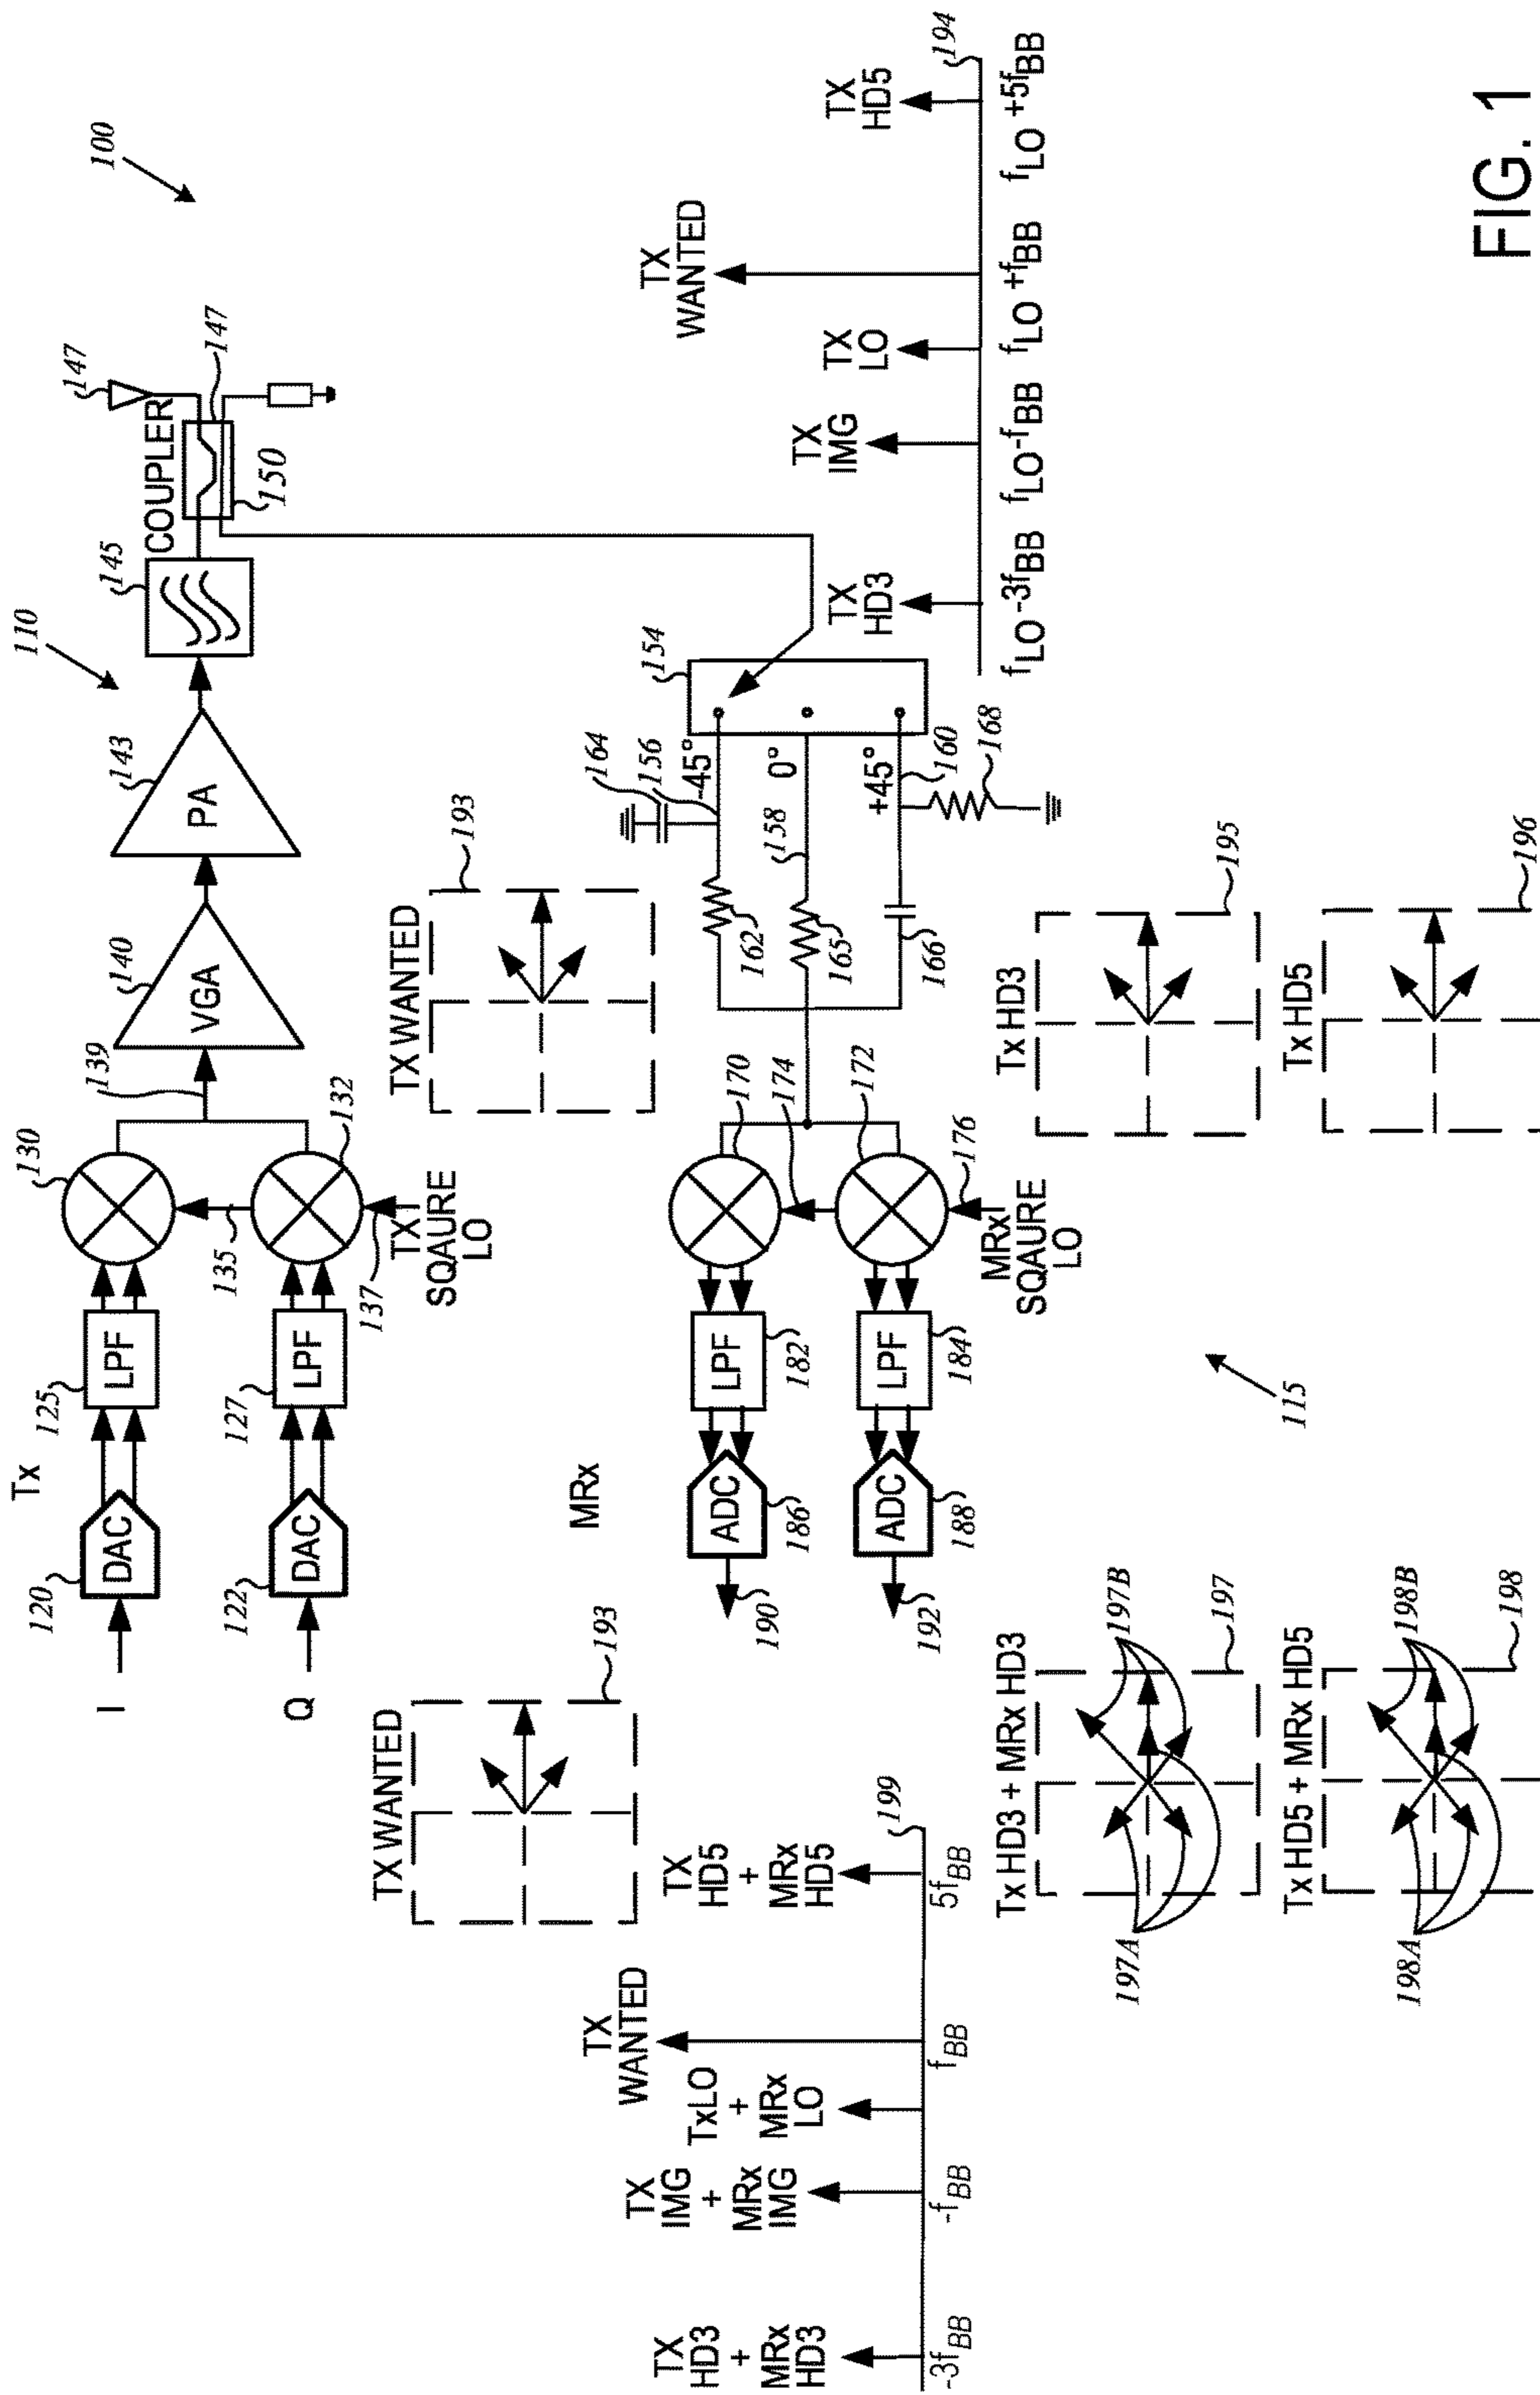 100
110
Tx
I
120
DAC
125
LPF
130
139
140
VGA
143
PA
145
COUPLER
147
147
150
Q
122
DAC
127
LPF
135
132
137
TX
SQAURE
LO
TX WANTED
193
TX WANTED
193
MRx
190
ADC
186
LPF
182
170
174
192
ADC
188
LPF
184
172
176
MRx
SQAURE
LO
164
156
-45°
154
162
158
0°
165
+45°
160
166
168
TX
HD3
TX
IMG
TX
LO
TX
WANTED
TX
HD5
194
fLO -3fBB
fLO -fBB
fLO +fBB
fLO +5fBB
TX
HD3
+
MRx
HD3
TX
IMG
+
MRx
IMG
TxLO
+
MRx
LO
TX
WANTED
TX
HD5
+
MRx
HD5
199
-3fBB
-fBB
fBB
5fBB
Tx HD3 + MRx HD3
197A
197B
197
Tx HD5 + MRx HD5
198A
198B
198
115
Tx HD3
195
Tx HD5
196
FIG. 1